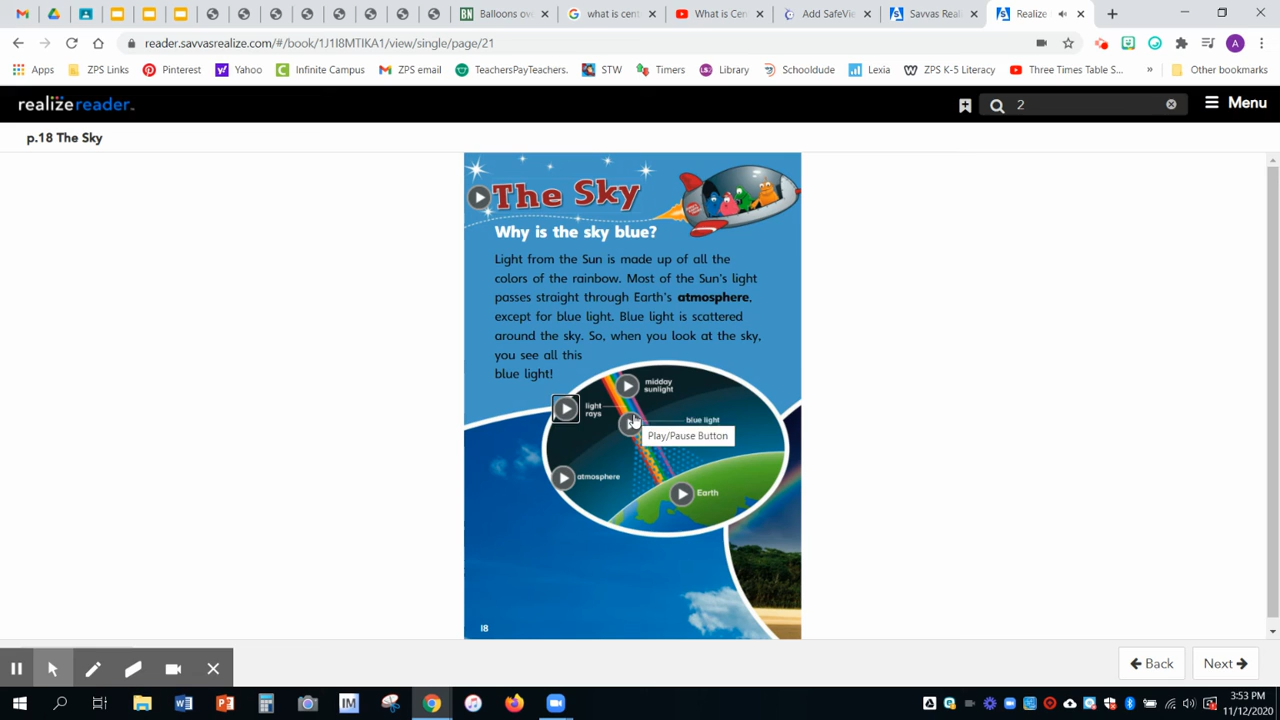 Balloons ov
what is cent
What is Cen
Add SafeVie
Savvas Reali
Realize
reader.savvasrealize.com/#/book/1J1I8MTIKA1/view/single/page/21
A
Apps
ZPS Links
Pinterest
Yahoo
Infinite Campus
ZPS email
TeachersPayTeachers.
STW
Timers
Library
Schooldude
Lexia
ZPS K-5 Literacy
Three Times Table S...
»
Other bookmarks
realizereader™
2
Menu
p.18 The Sky
The Sky
Why is the sky blue?
Light from the Sun is made up of all the
colors of the rainbow. Most of the Sun's light
passes straight through Earth's atmosphere,
except for blue light. Blue light is scattered
around the sky. So, when you look at the sky,
you see all this
blue light!
midday
sunlight
light
rays
blue light
Play/Pause Button
atmosphere
Earth
18
Back
Next
IM
3:53 PM
11/12/2020